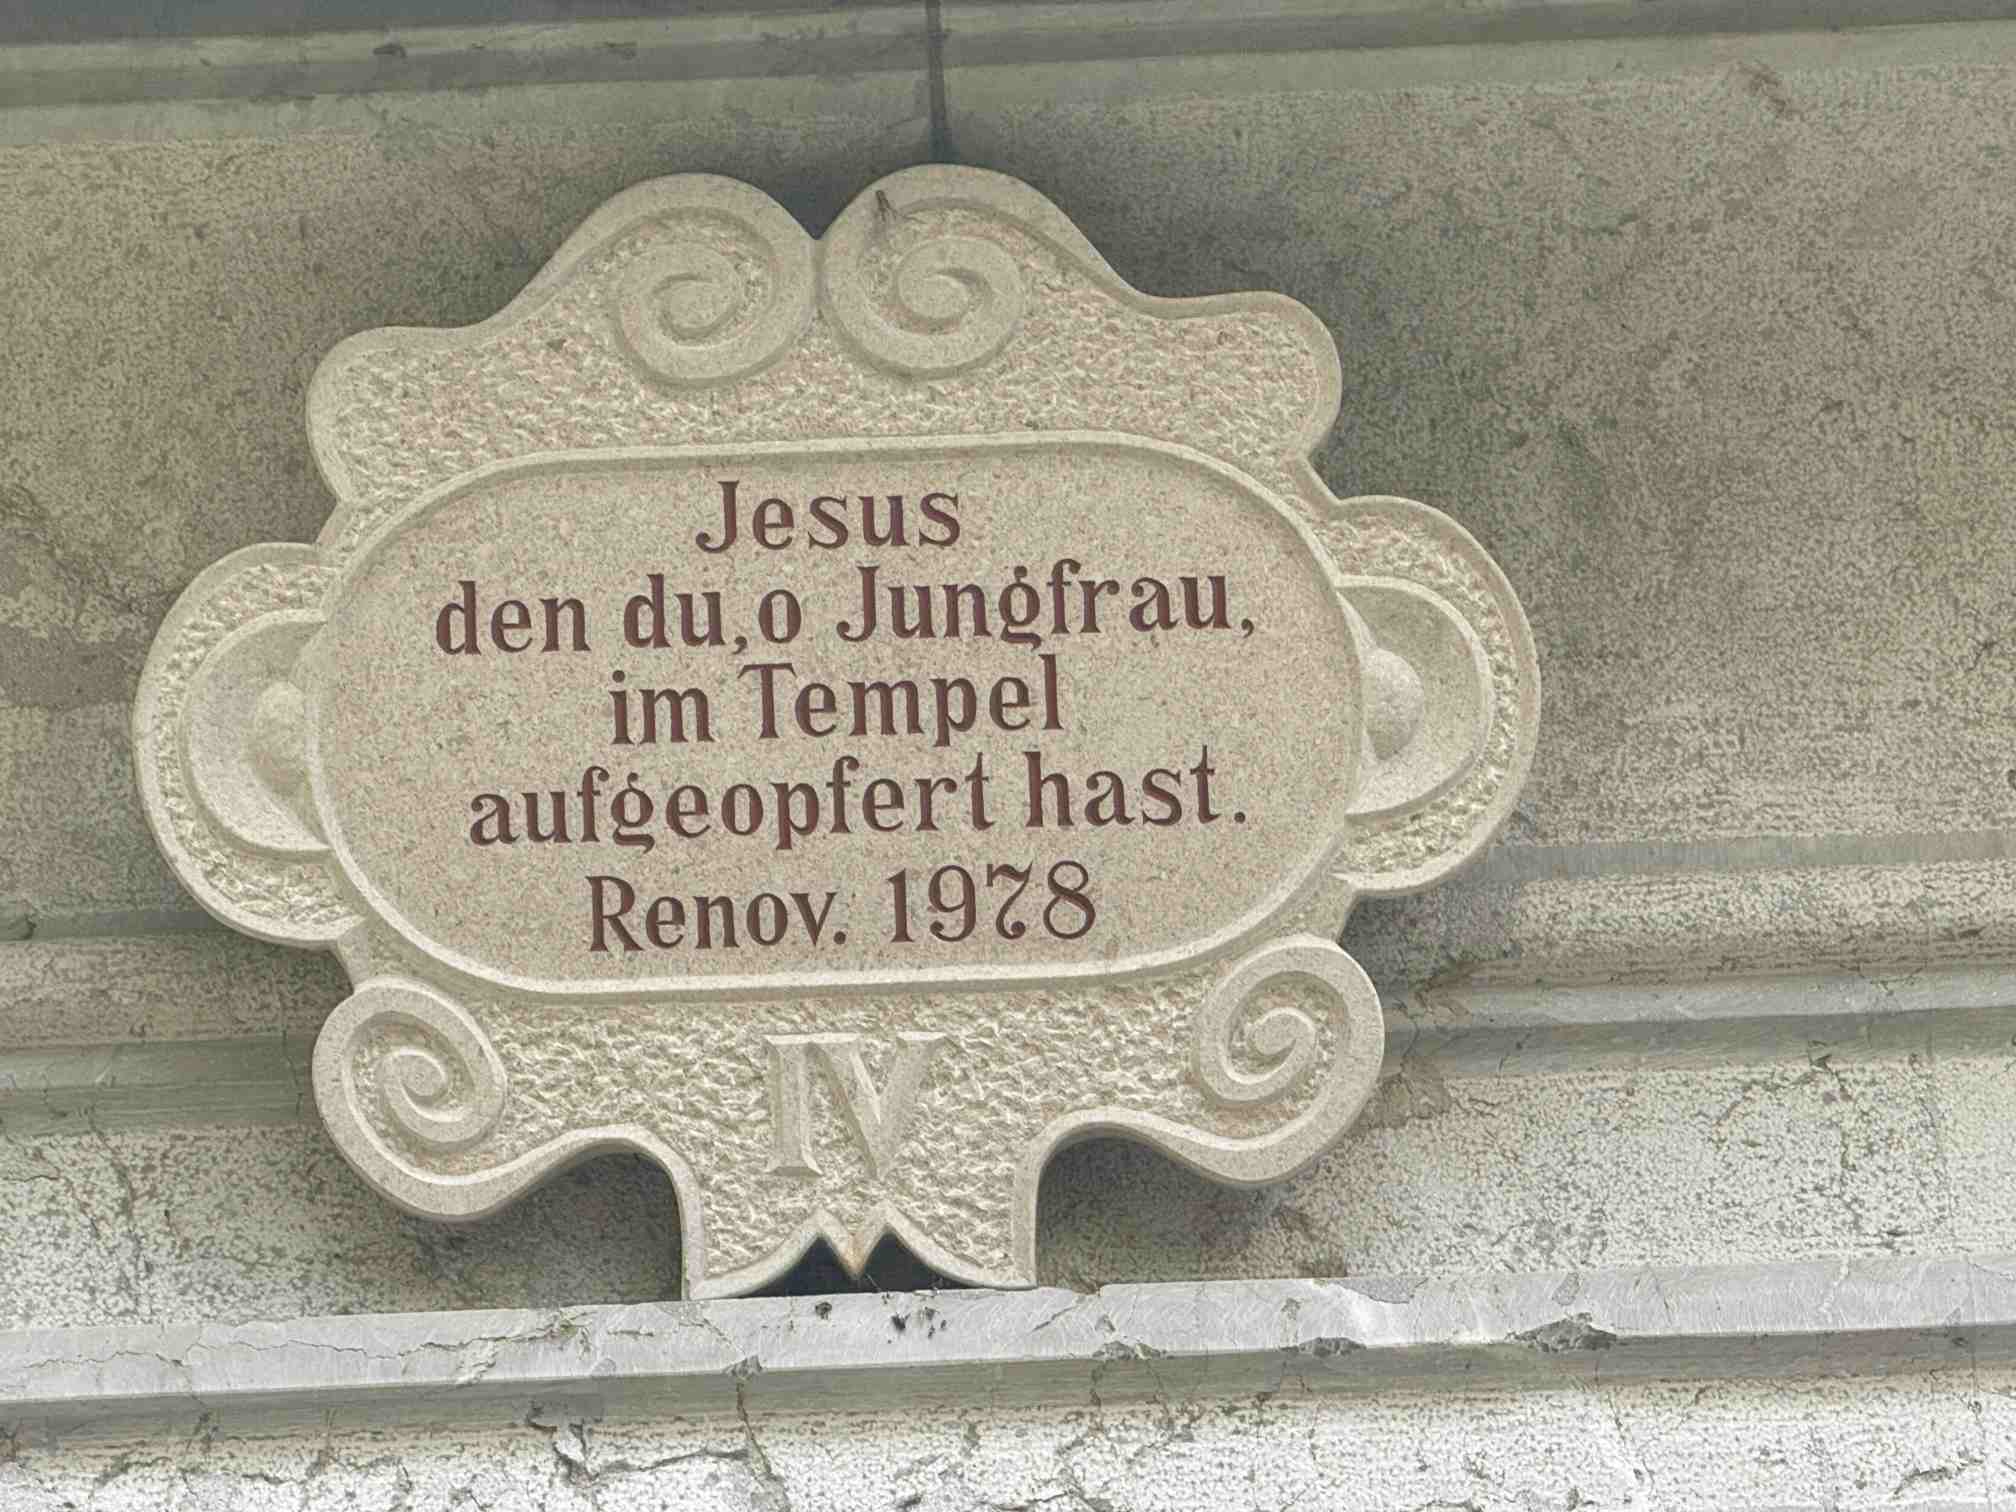 Jesus
den du, o Jungfrau,
im Tempel
aufgeopfert hast.
Renov. 1978
IV